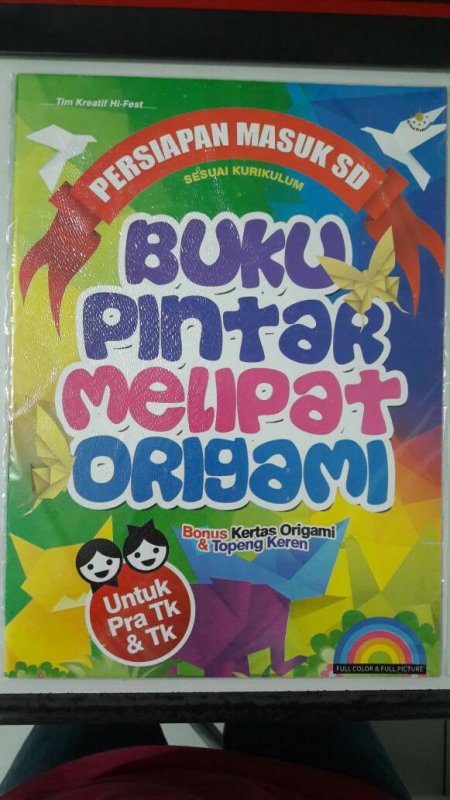 Tim Kreatif Hi-Fest
PERSIAPAN MASUK SD
SESUAI KURIKULUM
BUKU
PINTAR
MELIPAT
ORIGAMI
Bonus Kertas Origami
& Topeng Keren
Untuk
Pra Tk
& Tk
FULL COLOR & FULL PICTURE